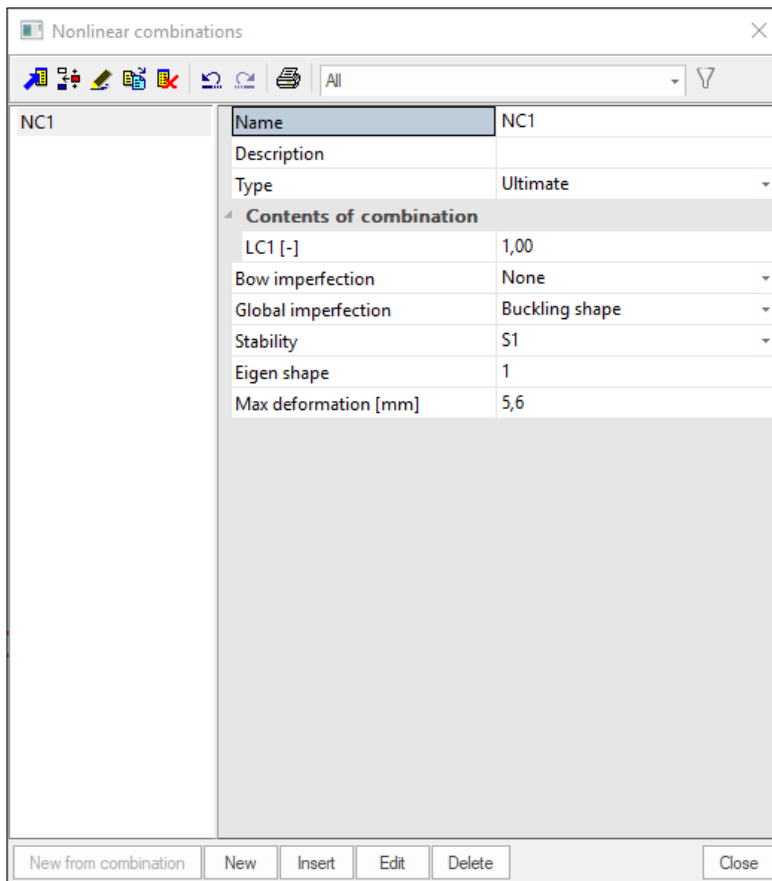 Nonlinear combinations
All
NC1
Name NC1
Description
Type Ultimate
Contents of combination
LC1 [-] 1,00
Bow imperfection None
Global imperfection Buckling shape
Stability S1
Eigen shape 1
Max deformation [mm] 5,6
New from combination New Insert Edit Delete Close